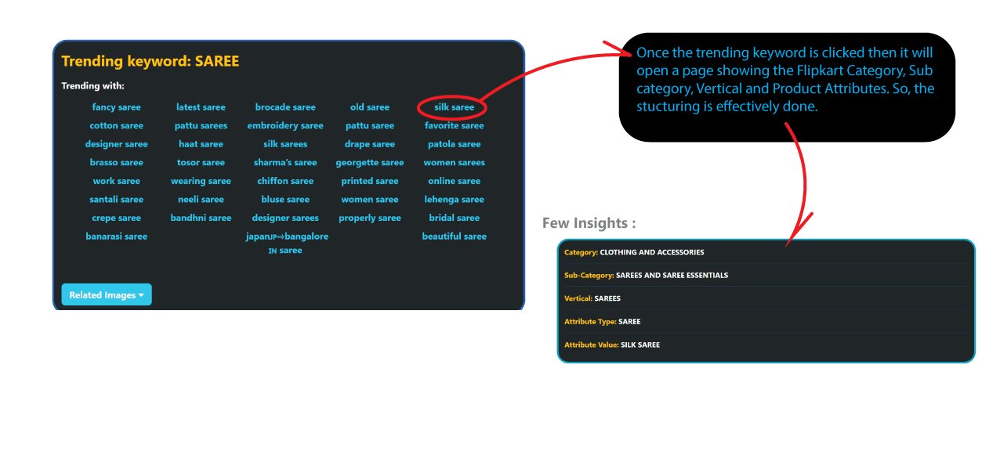 Trending keyword: SAREE
Trending with:
fancy saree latest saree brocade saree old saree silk saree
cotton saree pattu sarees embroidery saree pattu saree favorite saree
designer saree haat saree silk sarees drape saree patola saree
brasso saree tosor saree sharma's saree georgette saree women sarees
work saree wearing saree chiffon saree printed saree online saree
santali saree neeli saree bluse saree women saree lehenga saree
crepe saree bandhni saree designer sarees properly saree bridal saree
banarasi saree japanJP⇨bangalore beautiful saree
IN saree
Related Images
Once the trending keyword is clicked then it will
open a page showing the Flipkart Category, Sub
category, Vertical and Product Attributes. So, the
stucturing is effectively done.
Few Insights :
Category: CLOTHING AND ACCESSORIES
Sub-Category: SAREES AND SAREE ESSENTIALS
Vertical: SAREES
Attribute Type: SAREE
Attribute Value: SILK SAREE